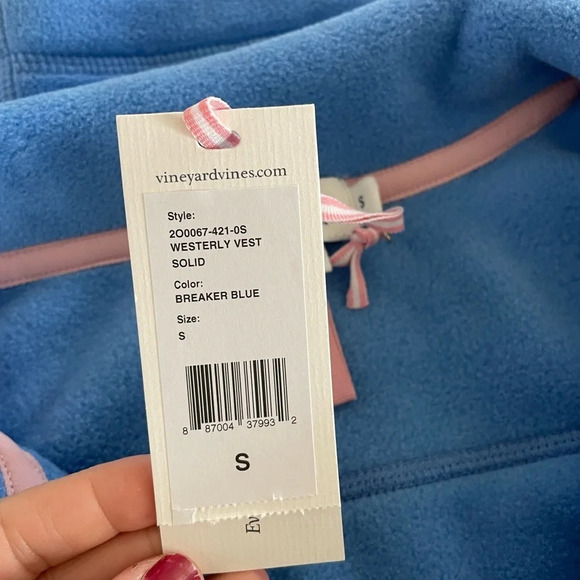 vineyardvines.com
Style:
2O0067-421-0S
WESTERLY VEST
SOLID
Color:
BREAKER BLUE
Size:
S
8 87004 37993 2
S
S